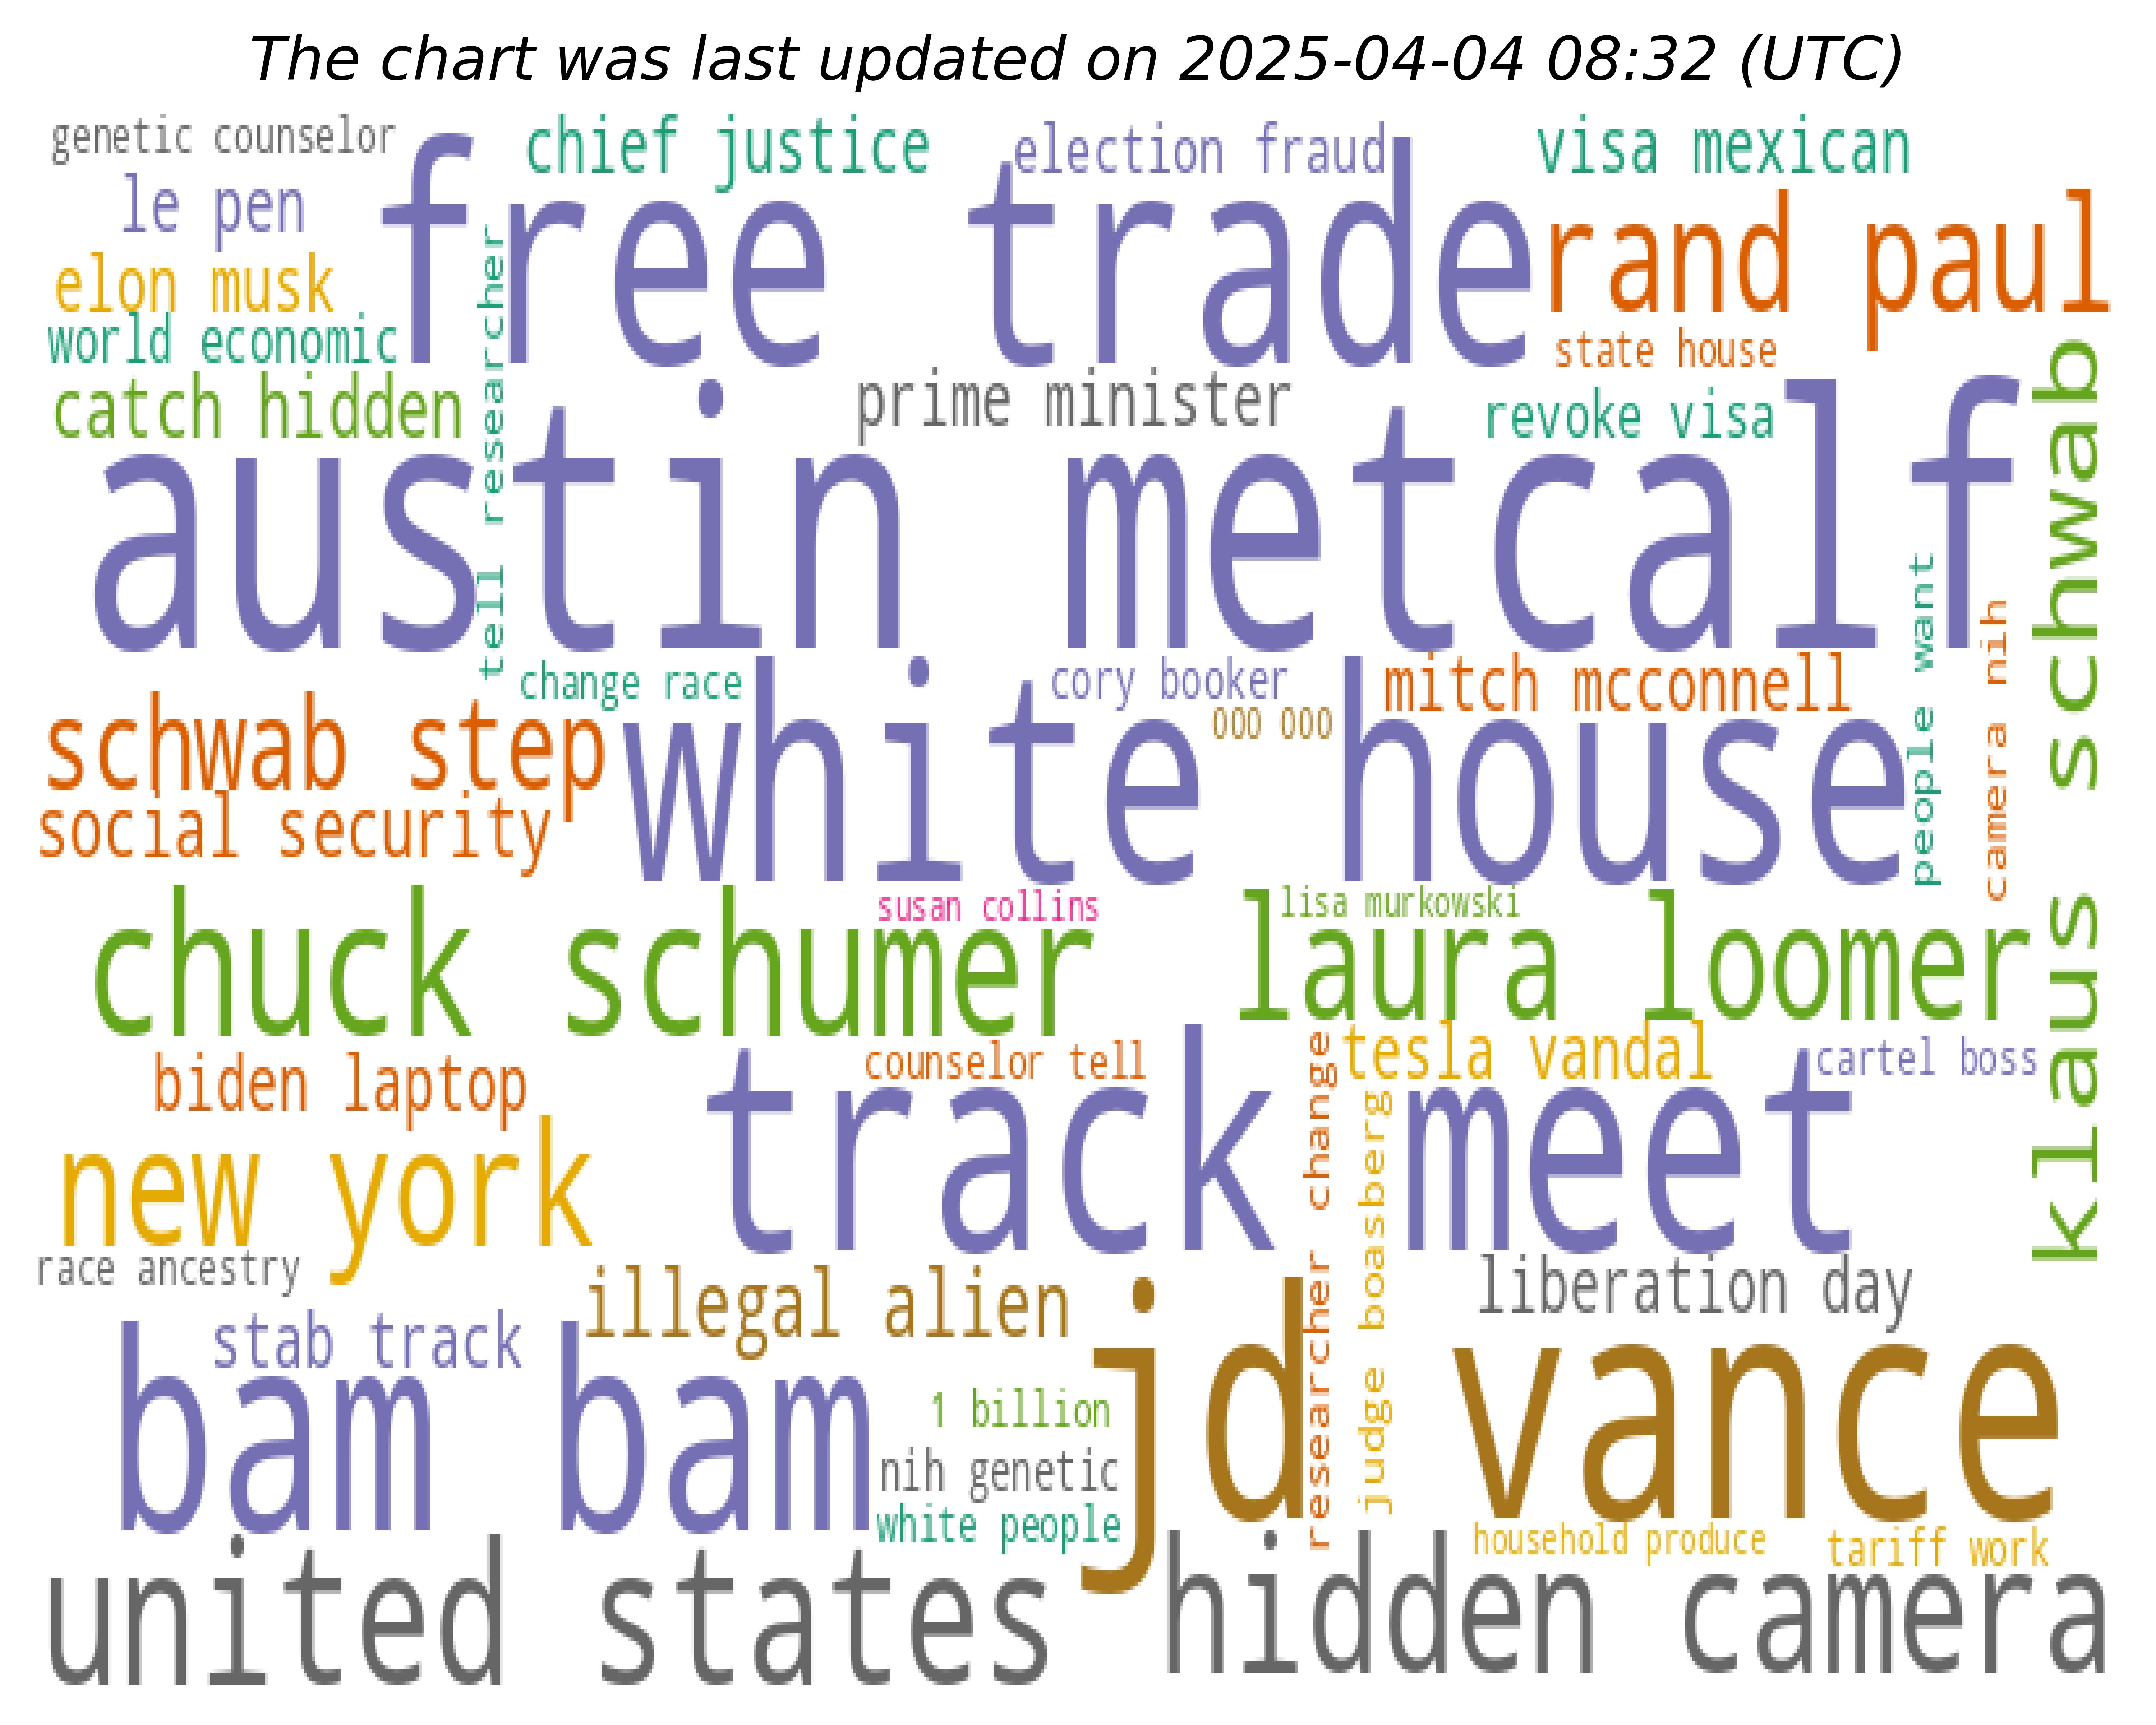 The chart was last updated on 2025-04-04 08:32 (UTC)
genetic counselor
chief justice
election fraud
visa mexican
le pen
free trade
rand paul
elon musk
world economic
tell researcher
state house
catch hidden
prime minister
revoke visa
klaus schwab
austin metcalf
people want
camera nih
change race
cory booker
mitch mcconnell
000 000
schwab step
white house
social security
susan collins
lisa murkowski
chuck schumer
laura loomer
biden laptop
counselor tell
researcher change
tesla vandal
judge boasberg
cartel boss
new york
track meet
race ancestry
illegal alien
liberation day
stab track
bam bam
jd vance
1 billion
nih genetic
white people
household produce
tariff work
united states
hidden camera